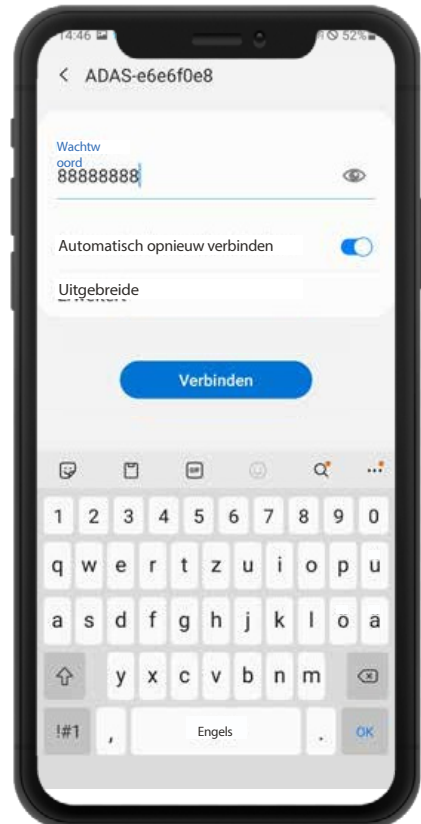 14:46 52%
< ADAS-e6e6f0e8
Wachtw
oord
88888888
Automatisch opnieuw verbinden
Uitgebreide
Verbinden
GIF
1 2 3 4 5 6 7 8 9 0
q w e r t z u i o p u
a s d f g h j k l ö ä
y x c v b n m
!#1 , Engels . OK